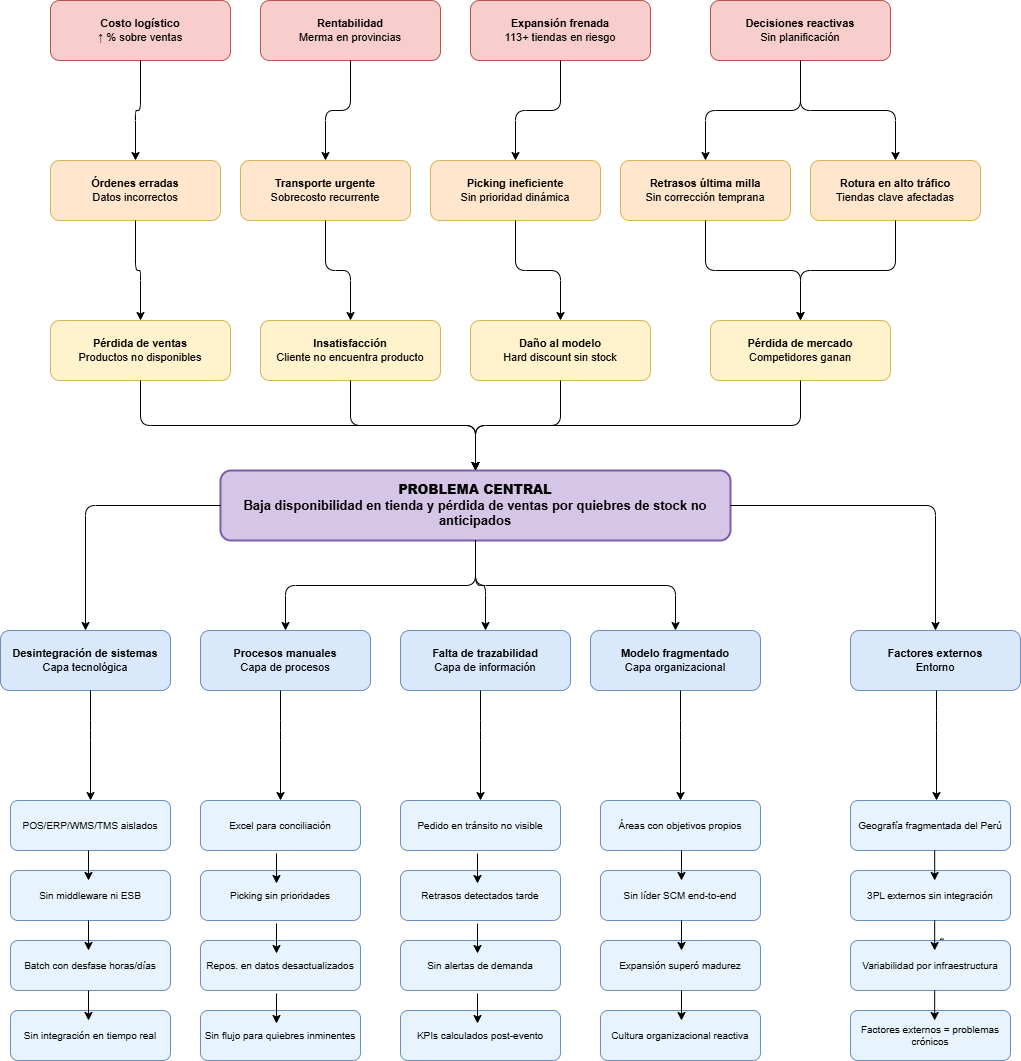 Costo logístico
↑ % sobre ventas
Rentabilidad
Merma en provincias
Expansión frenada
113+ tiendas en riesgo
Decisiones reactivas
Sin planificación
Órdenes erradas
Datos incorrectos
Transporte urgente
Sobrecosto recurrente
Picking ineficiente
Sin prioridad dinámica
Retrasos última milla
Sin corrección temprana
Rotura en alto tráfico
Tiendas clave afectadas
Pérdida de ventas
Productos no disponibles
Insatisfacción
Cliente no encuentra producto
Daño al modelo
Hard discount sin stock
Pérdida de mercado
Competidores ganan
PROBLEMA CENTRAL
Baja disponibilidad en tienda y pérdida de ventas por quiebres de stock no
anticipados
Desintegración de sistemas
Capa tecnológica
Procesos manuales
Capa de procesos
Falta de trazabilidad
Capa de información
Modelo fragmentado
Capa organizacional
Factores externos
Entorno
POS/ERP/WMS/TMS aislados
Excel para conciliación
Pedido en tránsito no visible
Áreas con objetivos propios
Geografía fragmentada del Perú
Sin middleware ni ESB
Picking sin prioridades
Retrasos detectados tarde
Sin líder SCM end-to-end
3PL externos sin integración
Batch con desfase horas/días
Repos. en datos desactualizados
Sin alertas de demanda
Expansión superó madurez
Variabilidad por infraestructura
Sin integración en tiempo real
Sin flujo para quiebres inminentes
KPIs calculados post-evento
Cultura organizacional reactiva
Factores externos = problemas
crónicos